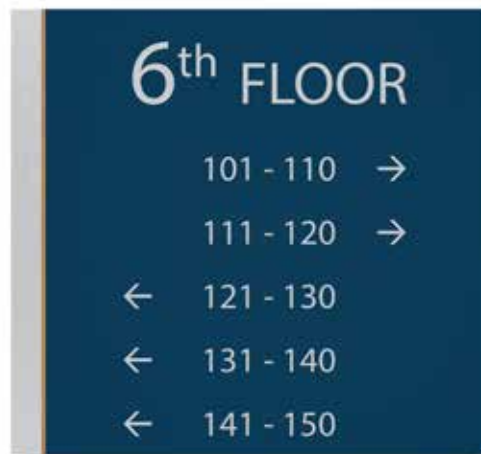 6th FLOOR
101 - 110 →
111 - 120 →
← 121 - 130
← 131 - 140
← 141 - 150